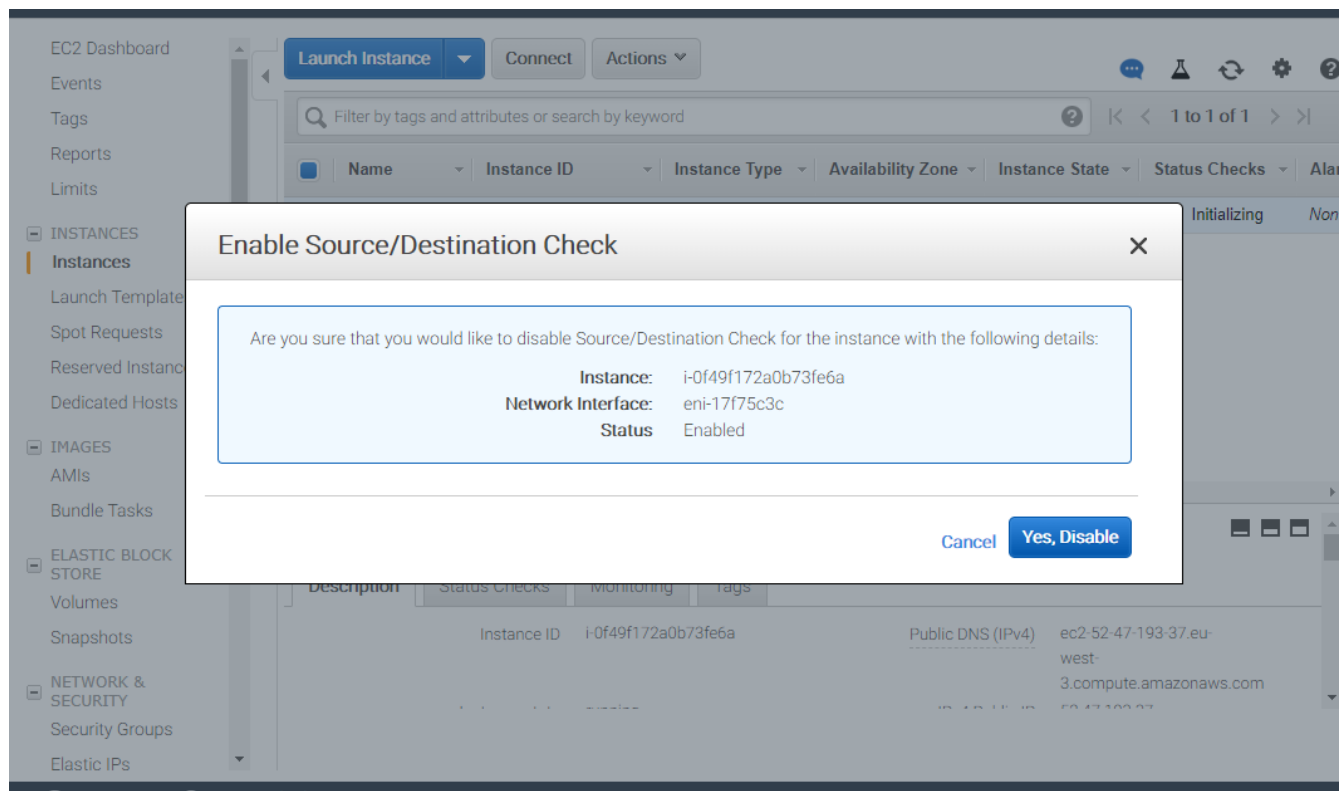 EC2 Dashboard
Events
Tags
Reports
Limits
INSTANCES
Instances
Launch Template
Spot Requests
Reserved Instanc
Dedicated Hosts
IMAGES
AMIs
Bundle Tasks
ELASTIC BLOCK
STORE
Volumes
Snapshots
NETWORK &
SECURITY
Security Groups
Elastic IPs
Launch Instance Connect Actions
Filter by tags and attributes or search by keyword 1 to 1 of 1
Name Instance ID Instance Type Availability Zone Instance State Status Checks Alar
Initializing Non
Enable Source/Destination Check
Are you sure that you would like to disable Source/Destination Check for the instance with the following details:
Instance: i-0f49f172a0b73fe6a
Network Interface: eni-17f75c3c
Status Enabled
Cancel Yes, Disable
Description Status Checks Monitoring Tags
Instance ID i-0f49f172a0b73fe6a Public DNS (IPv4) ec2-52-47-193-37.eu-
west-
3.compute.amazonaws.com